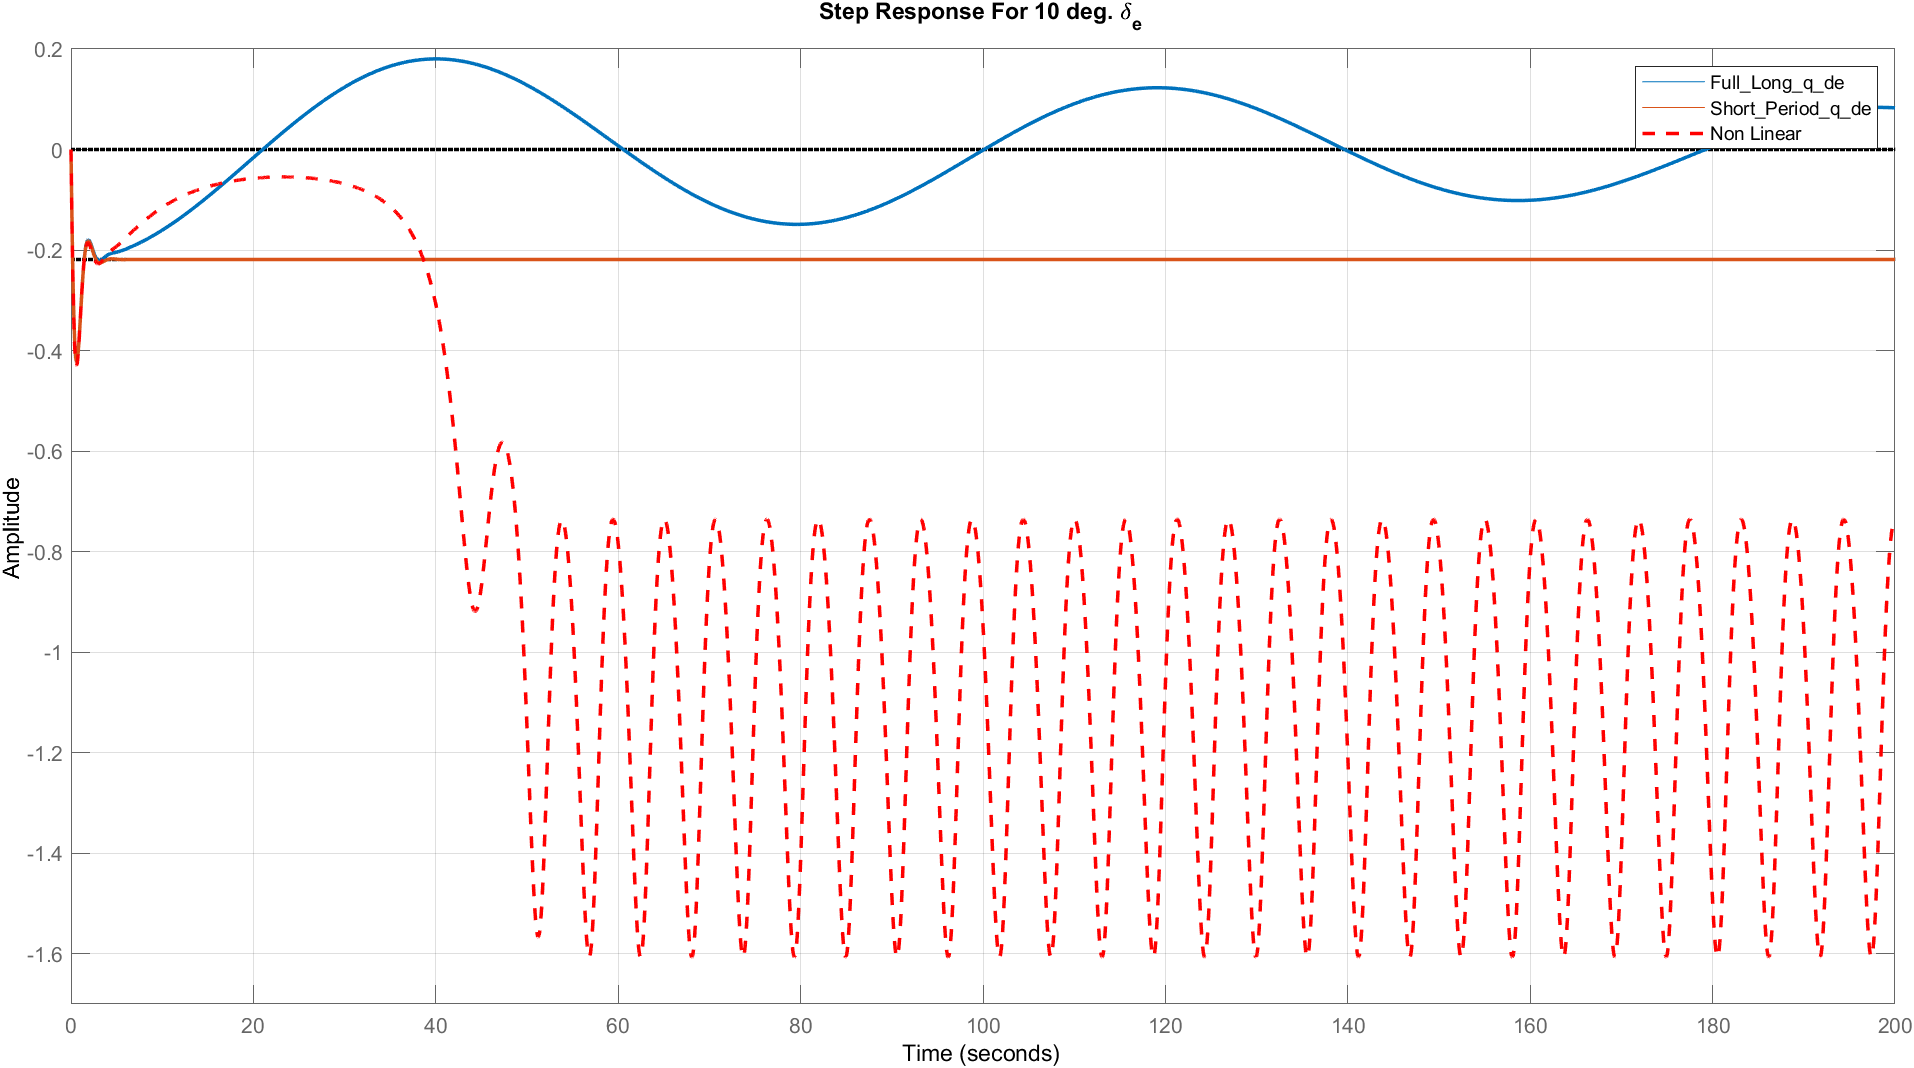 Step Response For 10 deg. δe
0.2
0
-0.2
-0.4
-0.6
-0.8
-1
-1.2
-1.4
-1.6
Amplitude
Full_Long_q_de
Short_Period_q_de
Non Linear
0 20 40 60 80 100 120 140 160 180 200
Time (seconds)